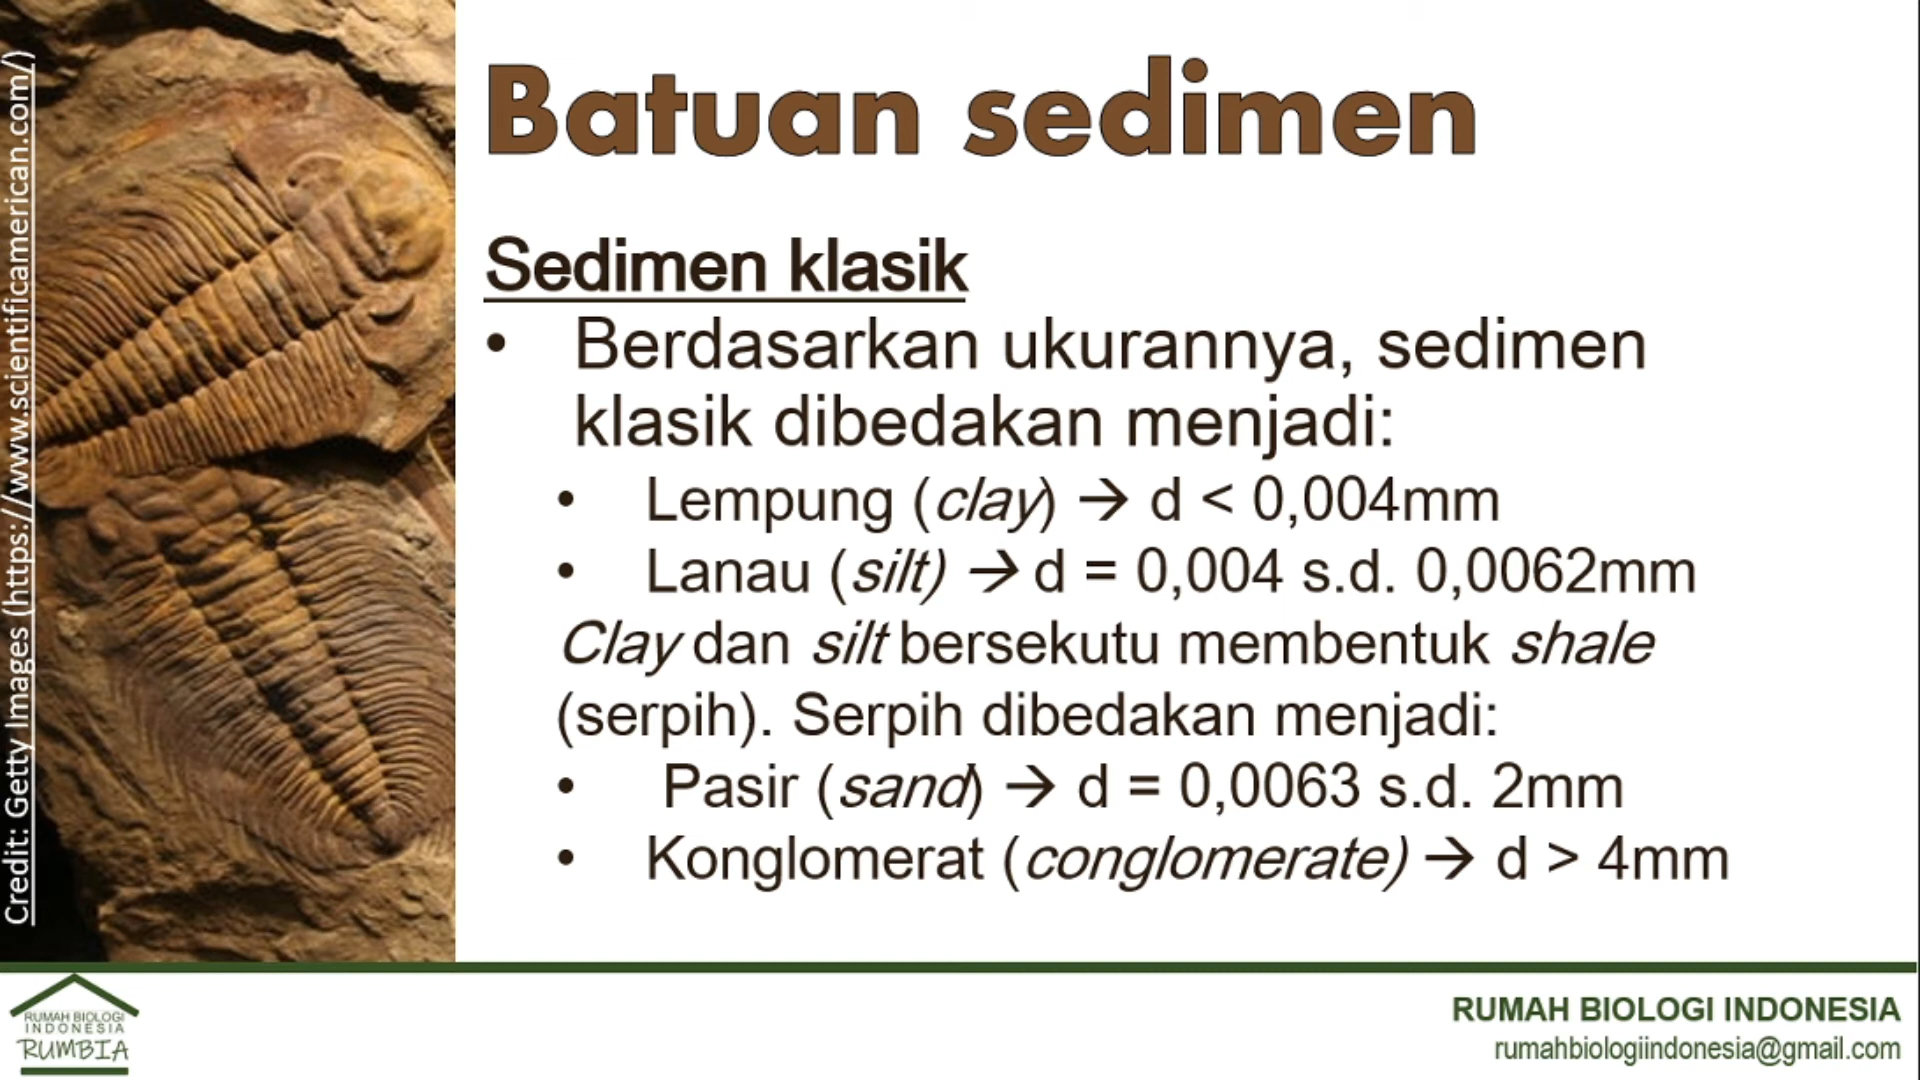 Credit: Getty Images (https://www.scientificamerican.com/)
Batuan sedimen
Sedimen klasik
• Berdasarkan ukurannya, sedimen
klasik dibedakan menjadi:
• Lempung (clay) → d < 0,004mm
• Lanau (silt) → d = 0,004 s.d. 0,0062mm
Clay dan silt bersekutu membentuk shale
(serpih). Serpih dibedakan menjadi:
• Pasir (sand) → d = 0,0063 s.d. 2mm
• Konglomerat (conglomerate) → d > 4mm
RUMAH BIOLOGI
INDONESIA
RUMBIA
RUMAH BIOLOGI INDONESIA
rumahbiologiindonesia@gmail.com